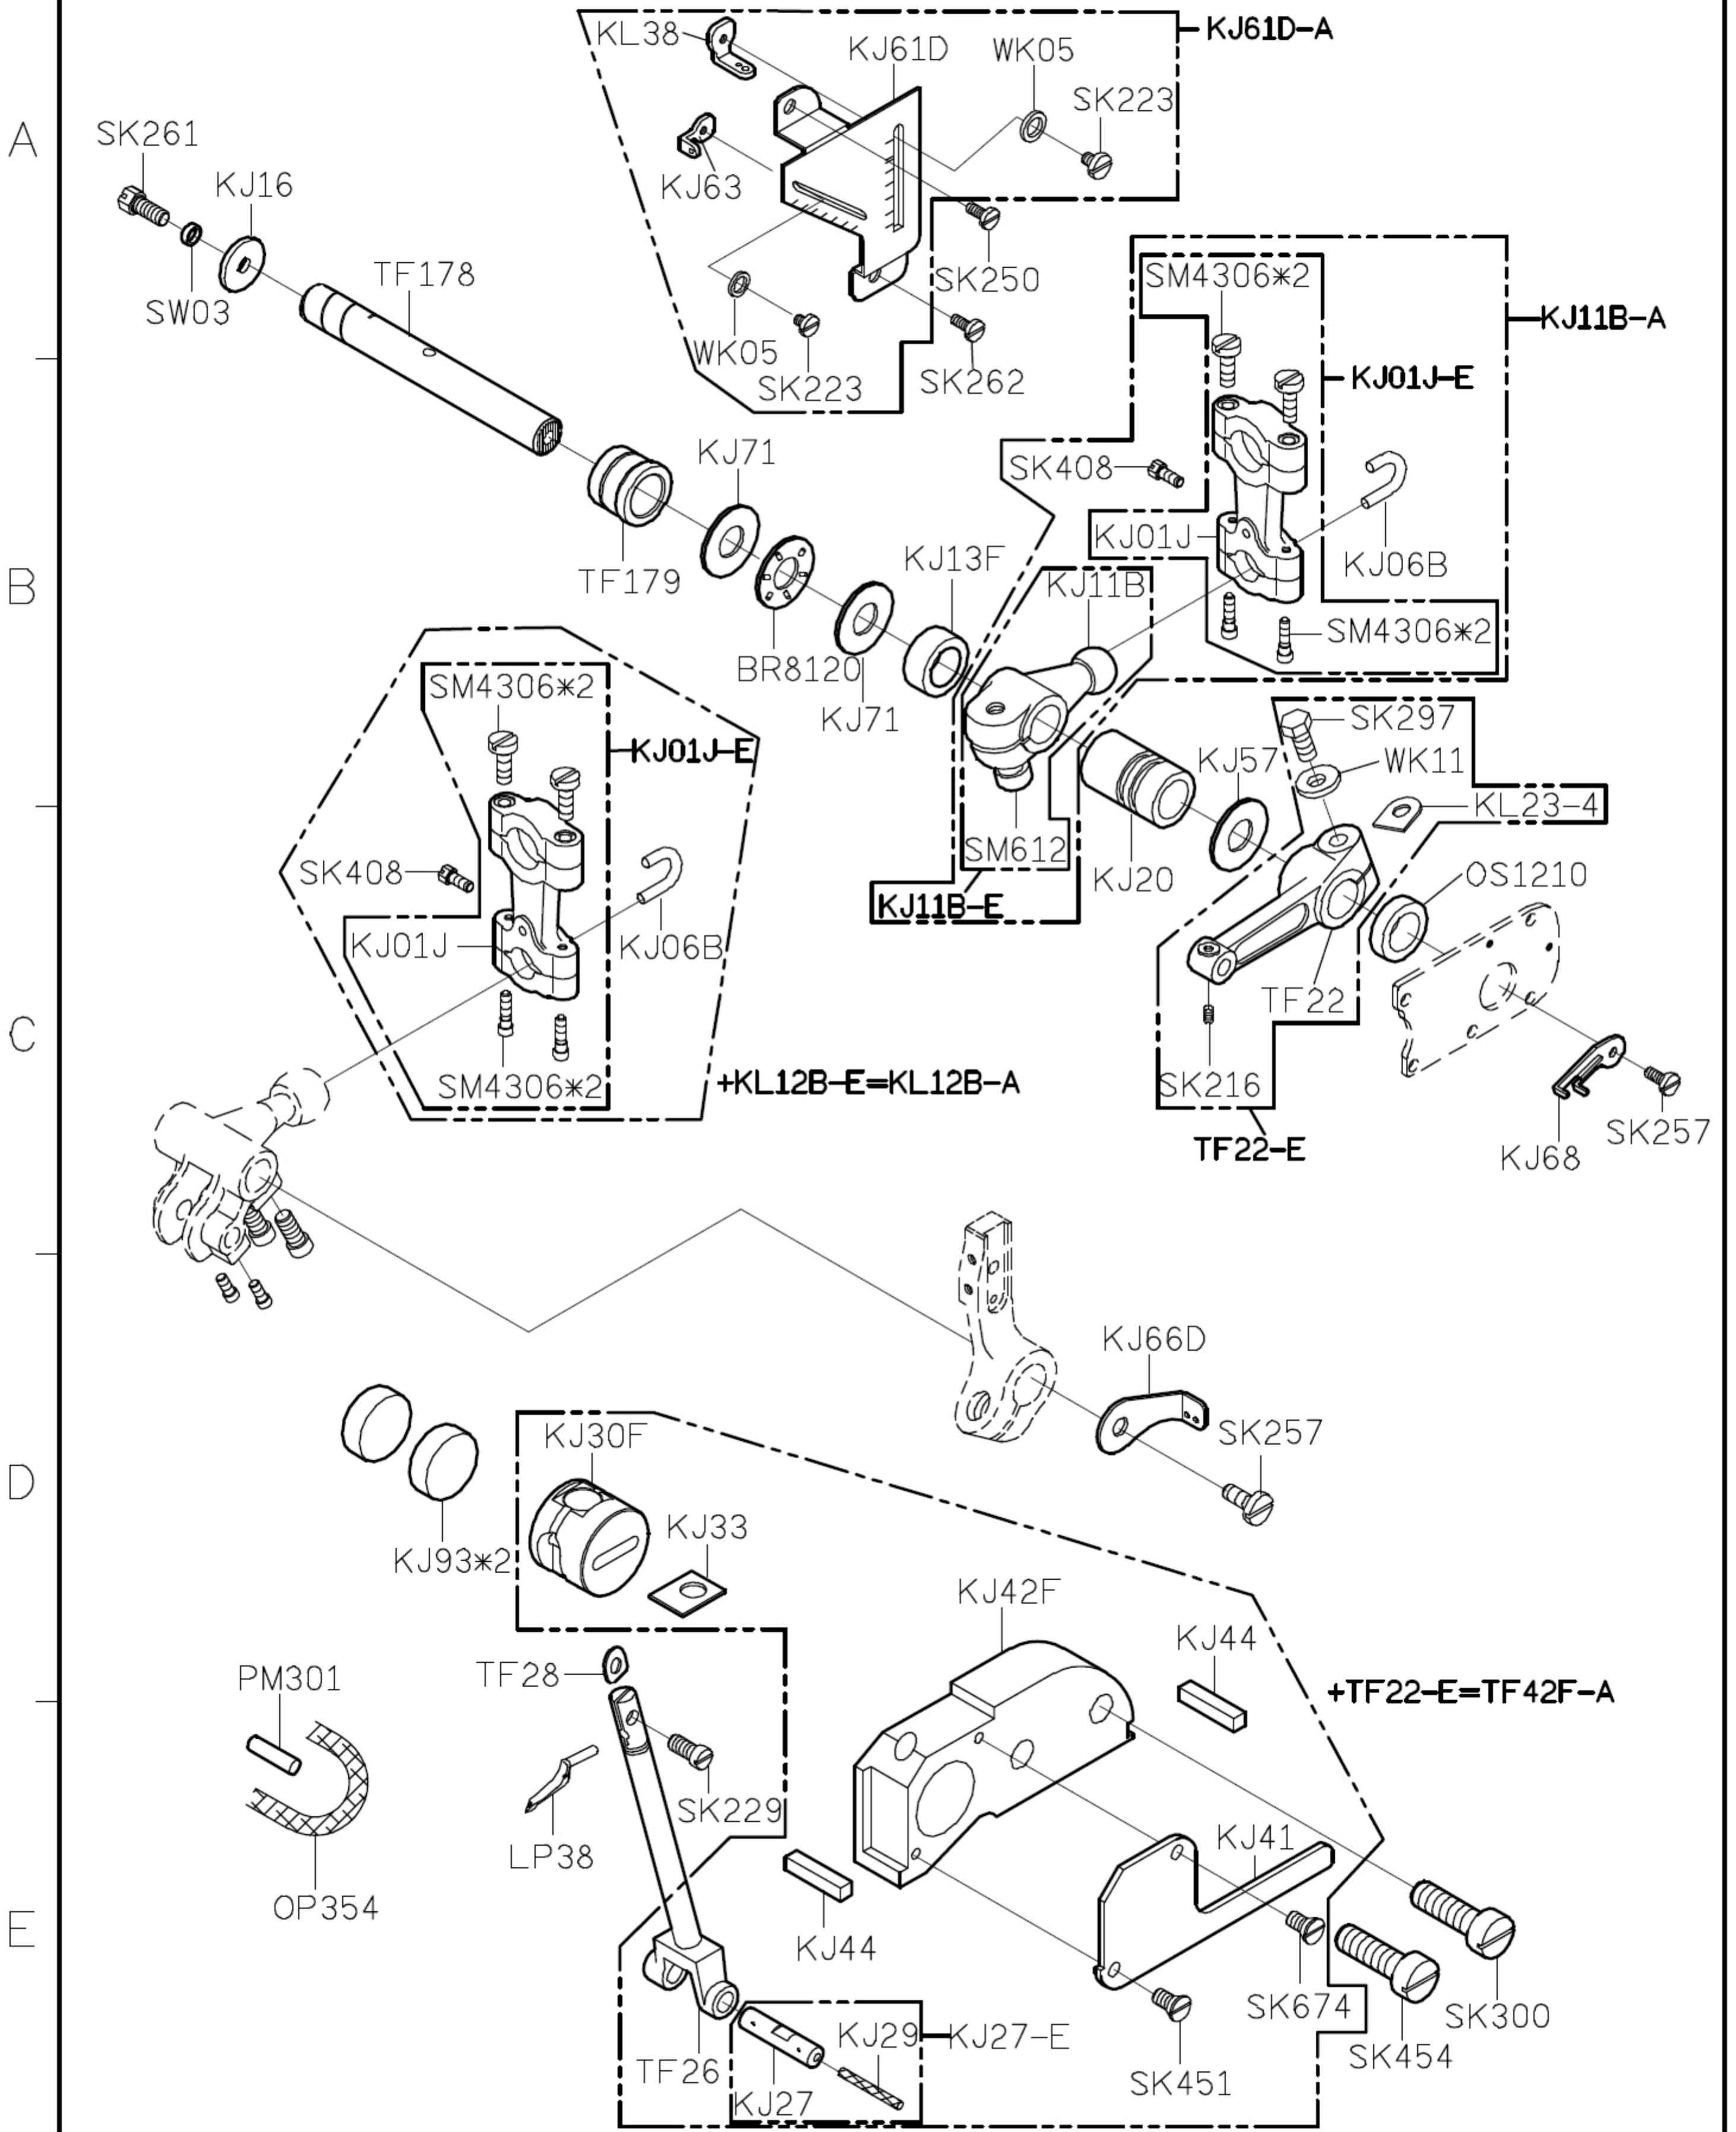 KL38
KJ61D-A
KJ61D
WK05
SK223
A
SK261
KJ16
KJ63
TF178
SK250
SM4306*2
SW03
KJ11B-A
WK05
SK223
SK262
KJ01J-E
KJ71
SK408
KJ01J
KJ13F
KJ06B
B
TF179
KJ11B
SM4306*2
BR8120
SM4306*2
KJ71
SK297
KJ01J-E
KJ57
WK11
KL23-4
SM612
SK408
KJ20
OS1210
KJ11B-E
KJ01J
KJ06B
TF22
C
SM4306*2
+KL12B-E=KL12B-A
SK216
SK257
TF22-E
KJ68
KJ66D
KJ30F
SK257
D
KJ33
KJ93*2
KJ42F
KJ44
TF28
PM301
+TF22-E=TF42F-A
SK229
KJ41
LP38
OP354
E
KJ44
SK674
SK300
KJ29
KJ27-E
SK454
TF26
SK451
KJ27